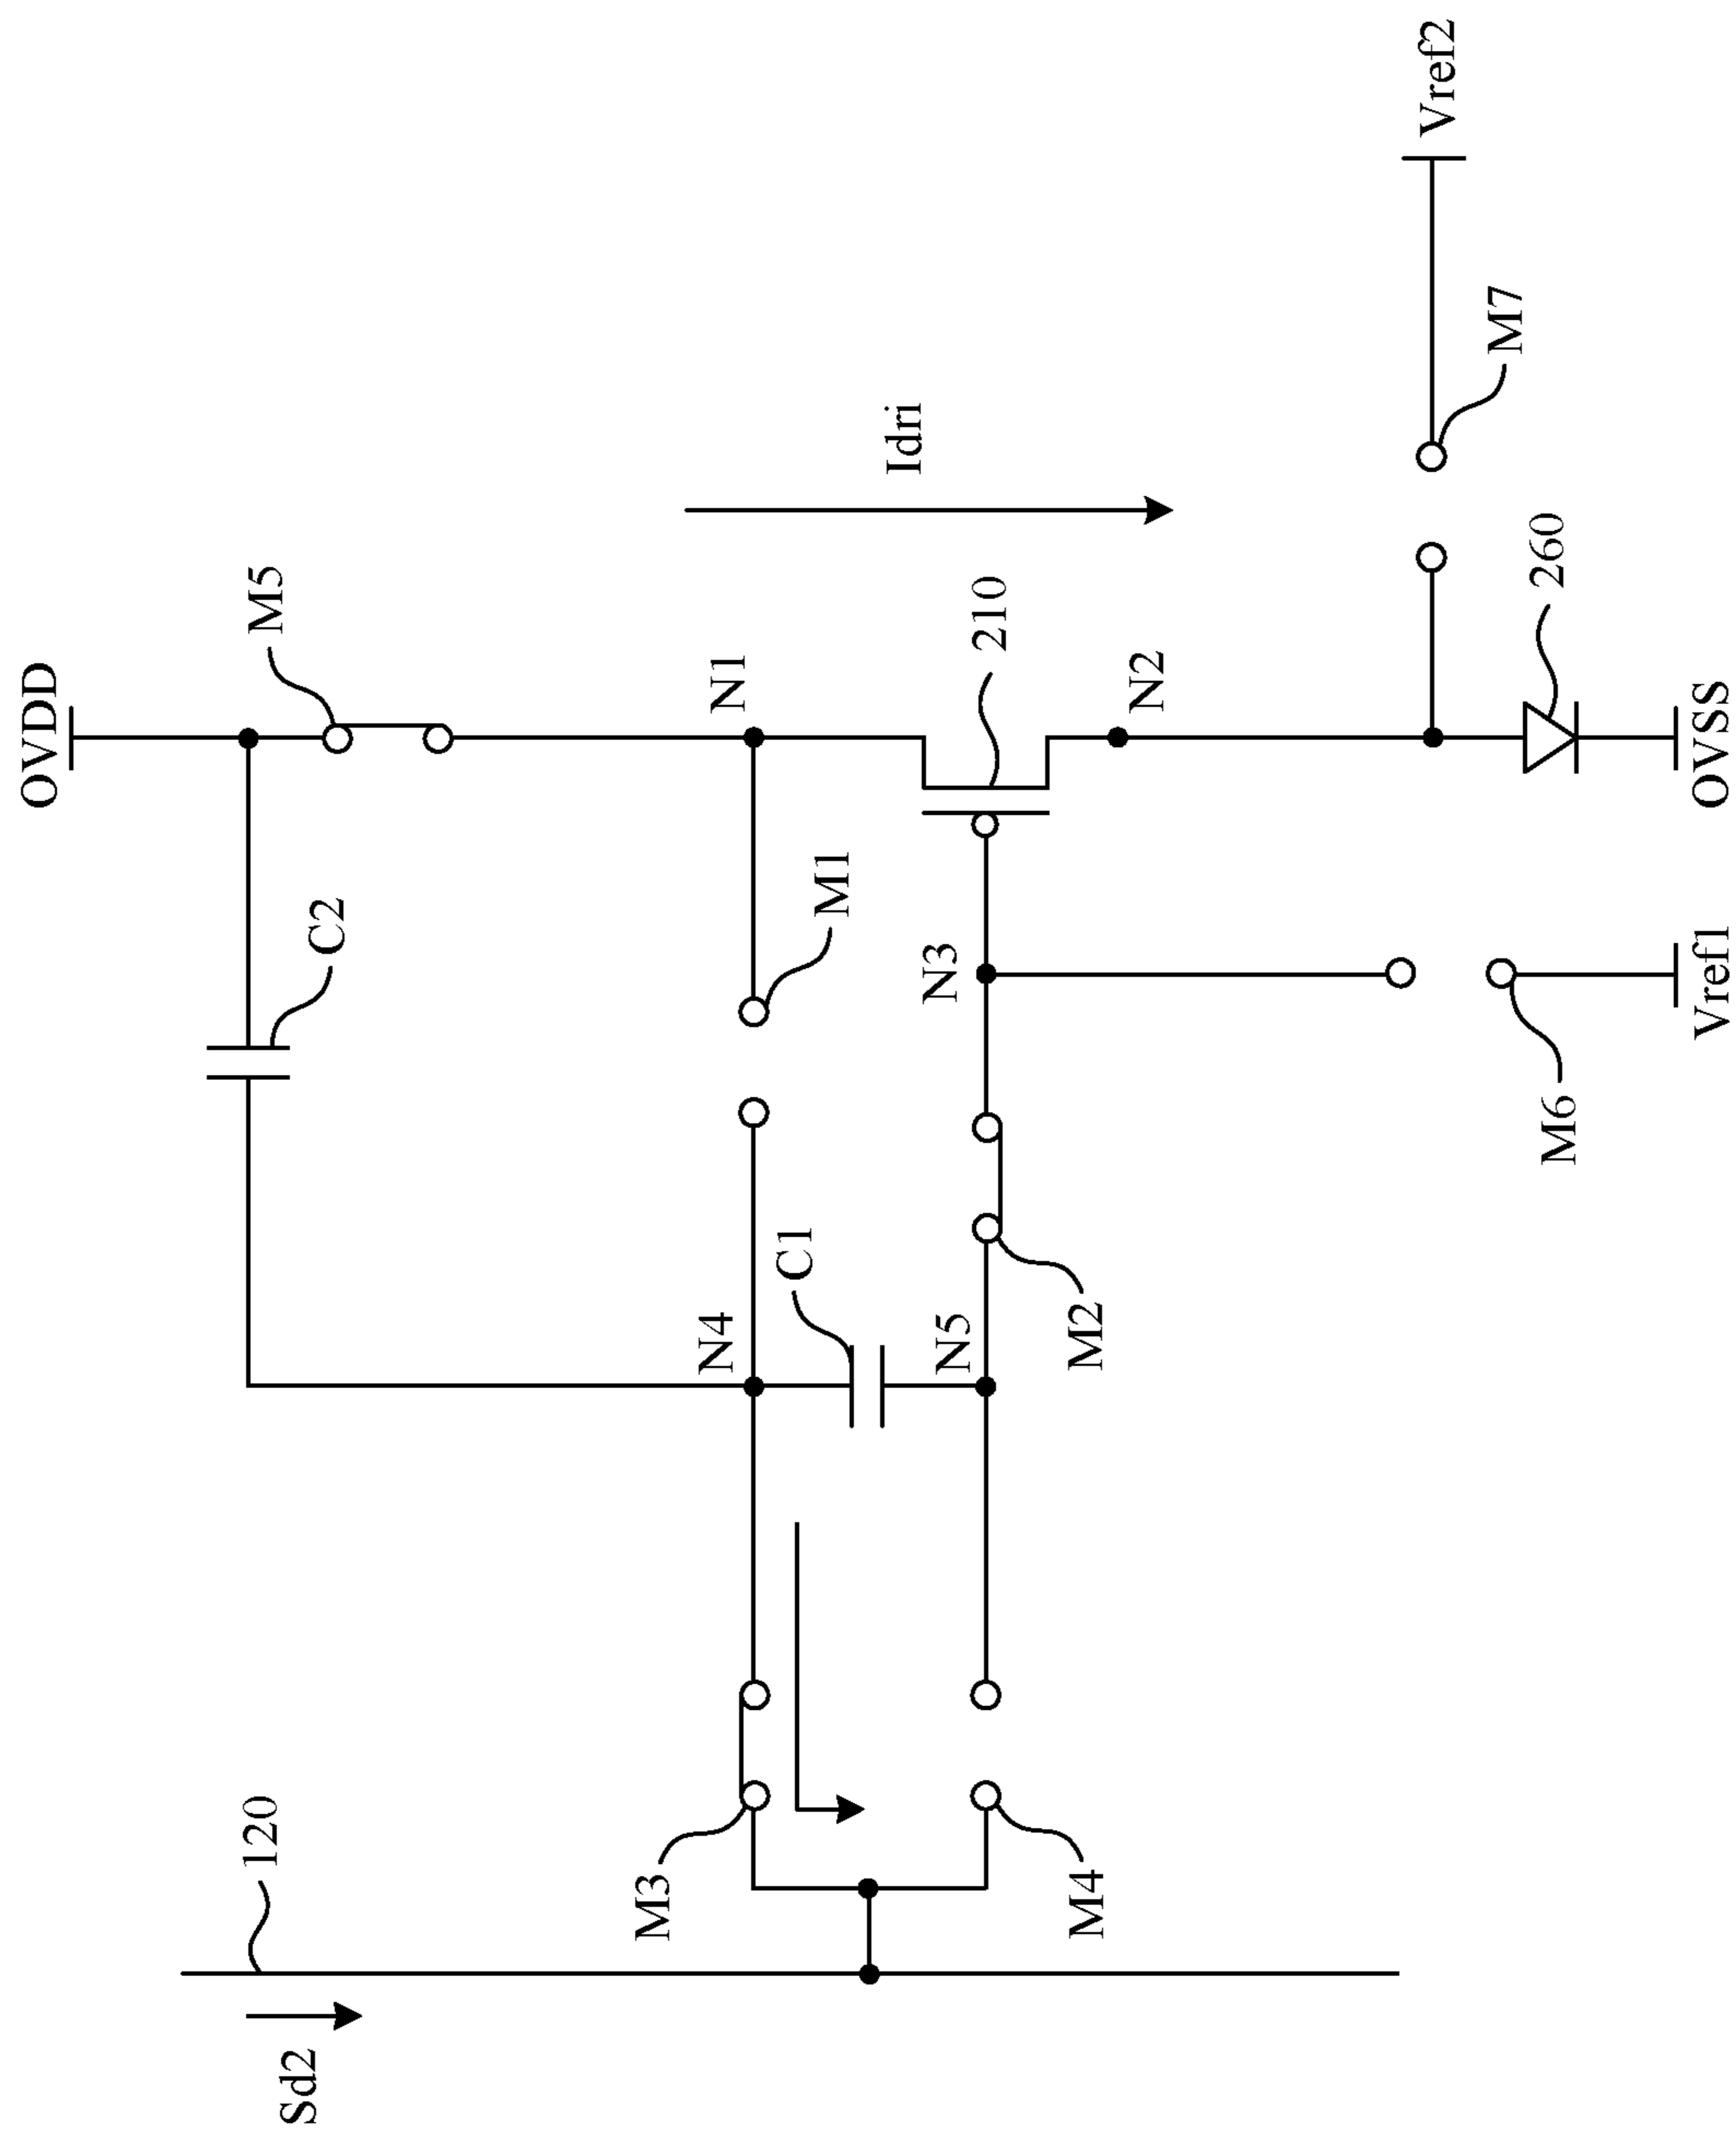 OVDD
M5
C2
N1
Idri
Vref2
M1
210
N2
M7
260
OVSS
N3
Vref1
M6
N4
C1
N5
M2
M3
M4
120
Sd2